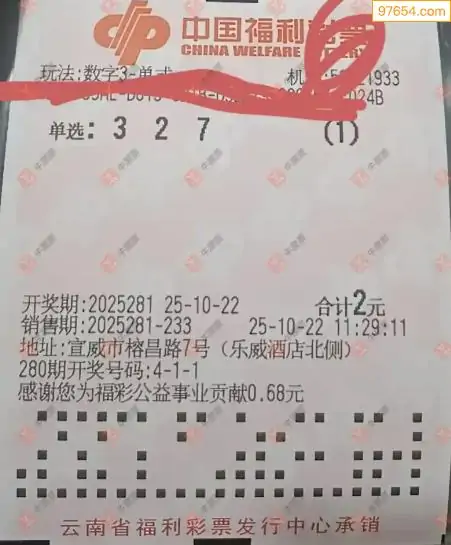 97654.com
中国福利彩票
CHINA WELFARE LOTTERY
玩法:数字3-单式
机 1933
024B
单选: 3 2 7 (1)
开奖期:2025281 25-10-22 合计2元
销售期:2025281-233 25-10-22 11:29:11
地址:宣威市榕昌路7号(乐威酒店北侧)
280期开奖号码:4-1-1
感谢您为福彩公益事业贡献0.68元
云南省福利彩票发行中心承销